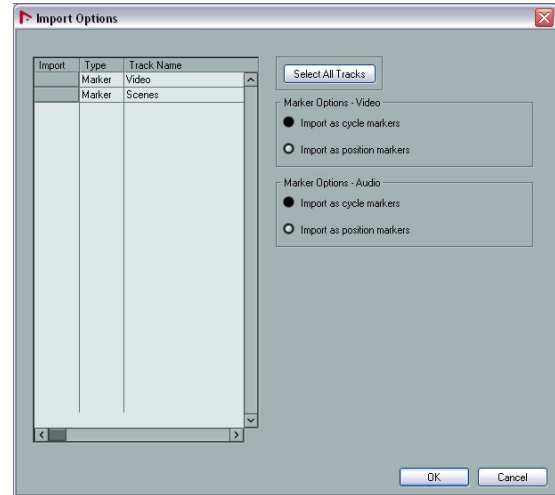 Import Options
Import Type Track Name
Marker Video
Marker Scenes
Select All Tracks
Marker Options - Video
Import as cycle markers
Import as position markers
Marker Options - Audio
Import as cycle markers
Import as position markers
OK Cancel